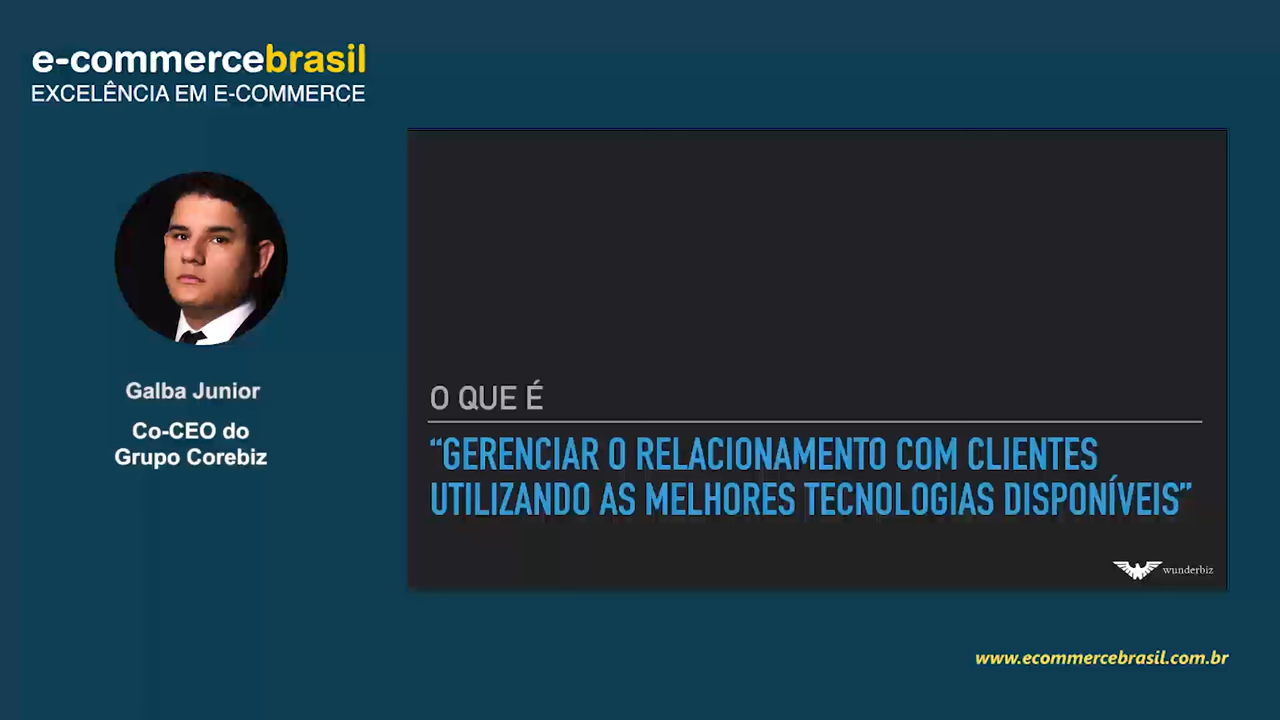 e-commercebrasil
EXCELÊNCIA EM E-COMMERCE
Galba Junior
Co-CEO do
Grupo Corebiz
O QUE É
“GERENCIAR O RELACIONAMENTO COM CLIENTES
UTILIZANDO AS MELHORES TECNOLOGIAS DISPONÍVEIS”
wunderbiz
www.ecommercebrasil.com.br